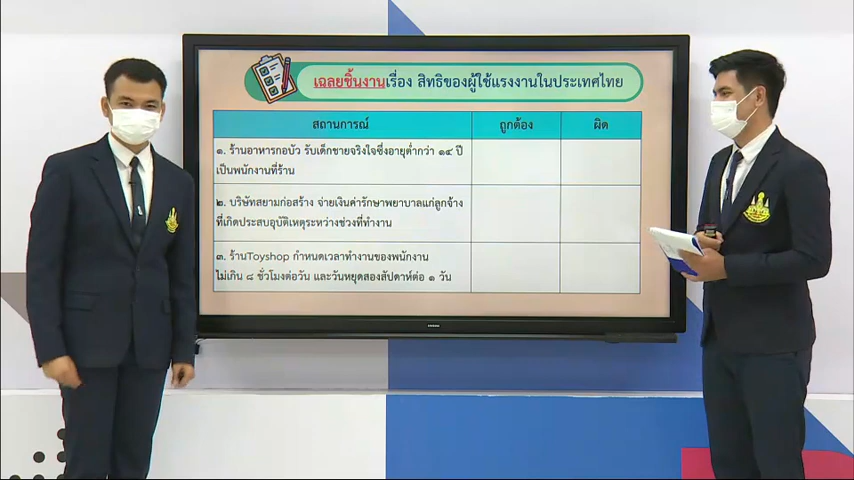 เฉลยชิ้นงานเรื่อง สิทธิของผู้ใช้แรงงานในประเทศไทย
สถานการณ์ ถูกต้อง ผิด
๑. ร้านอาหารกอบัว รับเด็กชายจริงใจซึ่งอายุต่ำกว่า ๑๔ ปี
เป็นพนักงานที่ร้าน
๒. บริษัทสยามก่อสร้าง จ่ายเงินค่ารักษาพยาบาลแก่ลูกจ้าง
ที่เกิดประสบอุบัติเหตุระหว่างช่วงที่ทำงาน
๓. ร้านToyshop กำหนดเวลาทำงานของพนักงาน
ไม่เกิน ๘ ชั่วโมงต่อวัน และวันหยุดสองสัปดาห์ต่อ ๑ วัน